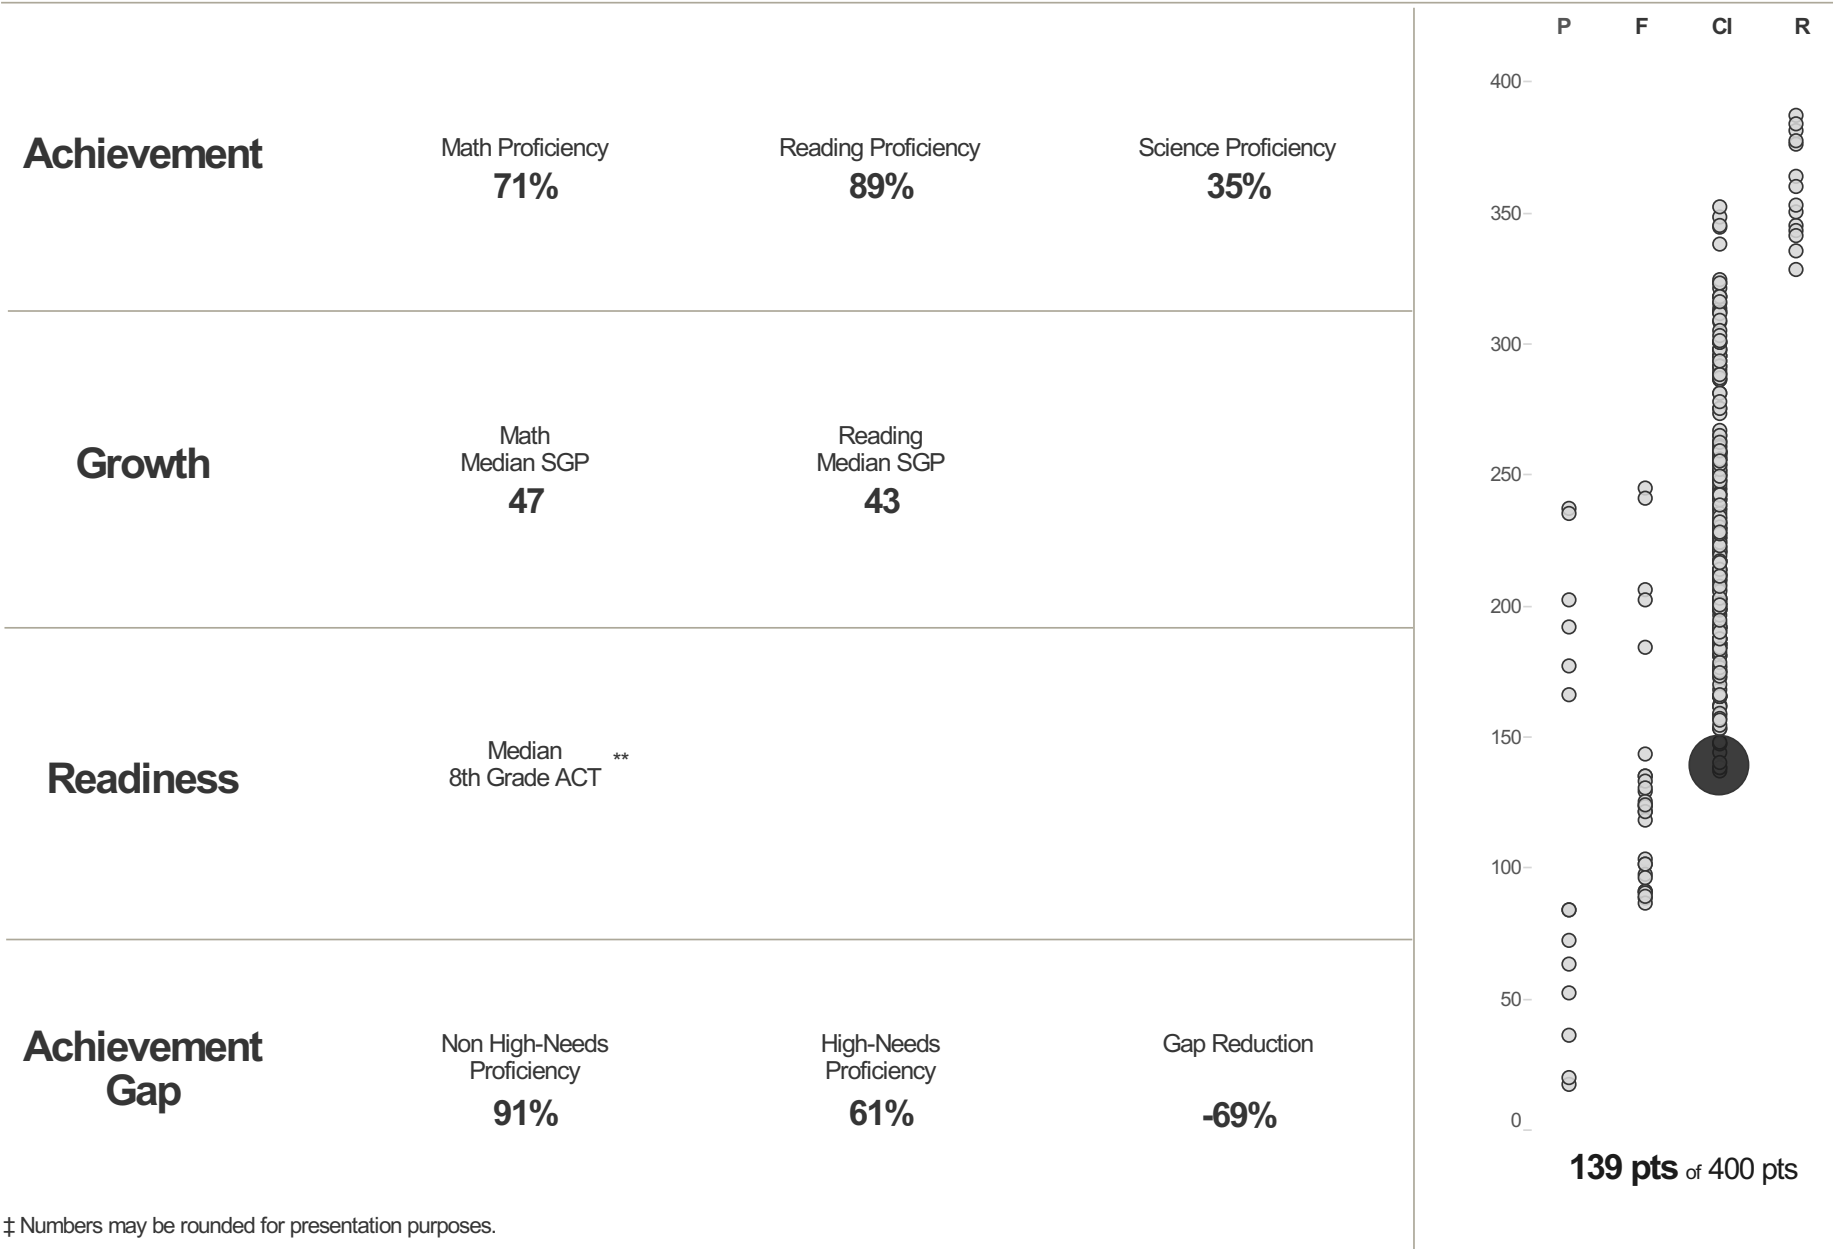 P F CI R
400
Achievement
Math Proficiency Reading Proficiency Science Proficiency
71% 89% 35%
350
300
Growth
Math Reading
Median SGP Median SGP
47 43
250
200
Readiness
Median
8th Grade ACT **
150
100
50
Achievement
Gap
Non High-Needs High-Needs Gap Reduction
Proficiency Proficiency
91% 61% -69%
0
139 pts of 400 pts
‡ Numbers may be rounded for presentation purposes.